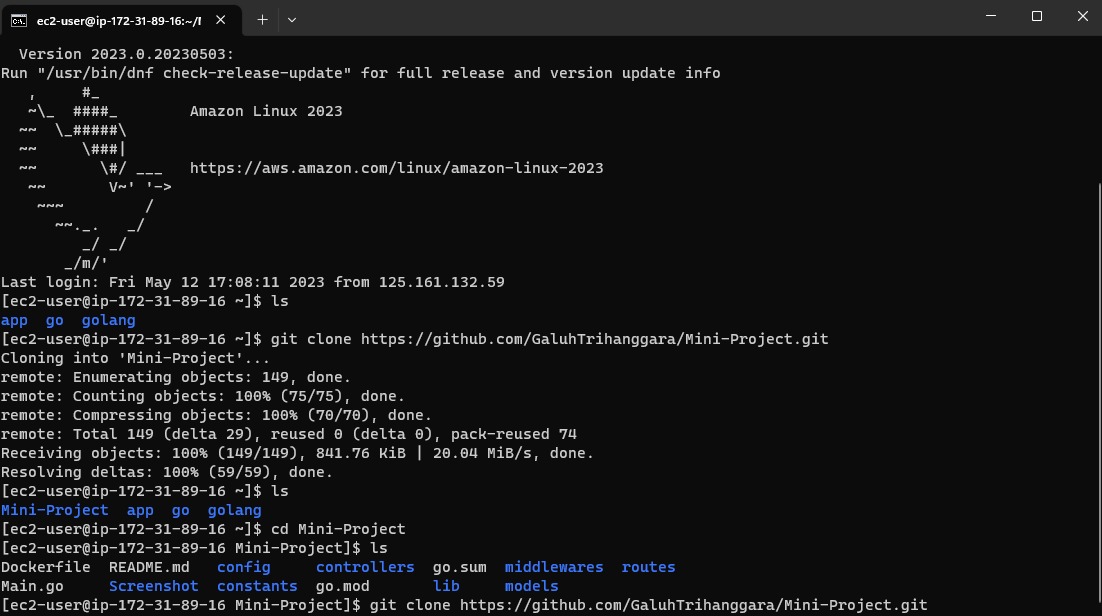 ec2-user@ip-172-31-89-16:~/
  Version 2023.0.20230503:
Run "/usr/bin/dnf check-release-update" for full release and version update info
   ,     #_
   ~\_  ####_        Amazon Linux 2023
  ~~  \_#####\
  ~~     \###|
  ~~       \#/ ___   https://aws.amazon.com/linux/amazon-linux-2023
   ~~       V~' '->
    ~~~         /
      ~~._.   _/
         _/ _/
       _/m/'
Last login: Fri May 12 17:08:11 2023 from 125.161.132.59
[ec2-user@ip-172-31-89-16 ~]$ ls
app  go  golang
[ec2-user@ip-172-31-89-16 ~]$ git clone https://github.com/GaluhTrihanggara/Mini-Project.git
Cloning into 'Mini-Project'...
remote: Enumerating objects: 149, done.
remote: Counting objects: 100% (75/75), done.
remote: Compressing objects: 100% (70/70), done.
remote: Total 149 (delta 29), reused 0 (delta 0), pack-reused 74
Receiving objects: 100% (149/149), 841.76 KiB | 20.04 MiB/s, done.
Resolving deltas: 100% (59/59), done.
[ec2-user@ip-172-31-89-16 ~]$ ls
Mini-Project  app  go  golang
[ec2-user@ip-172-31-89-16 ~]$ cd Mini-Project
[ec2-user@ip-172-31-89-16 Mini-Project]$ ls
Dockerfile  README.md   config     controllers  go.sum  middlewares  routes
Main.go     Screenshot  constants  go.mod       lib     models
[ec2-user@ip-172-31-89-16 Mini-Project]$ git clone https://github.com/GaluhTrihanggara/Mini-Project.git